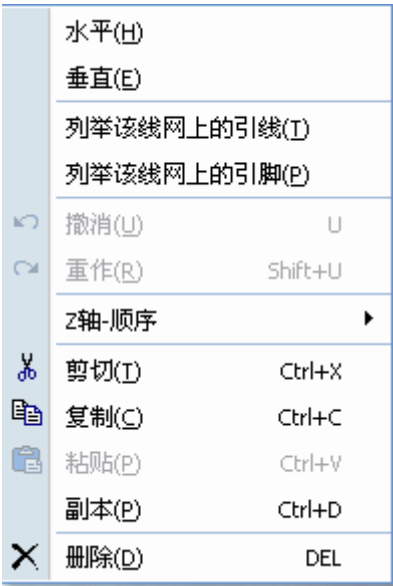 水平(H)
垂直(E)
列举该线网上的引线(T)
列举该线网上的引脚(P)
撤消(U) U
重作(R) Shift+U
Z轴-顺序
剪切(T) Ctrl+X
复制(C) Ctrl+C
粘贴(P) Ctrl+V
副本(P) Ctrl+D
删除(D) DEL